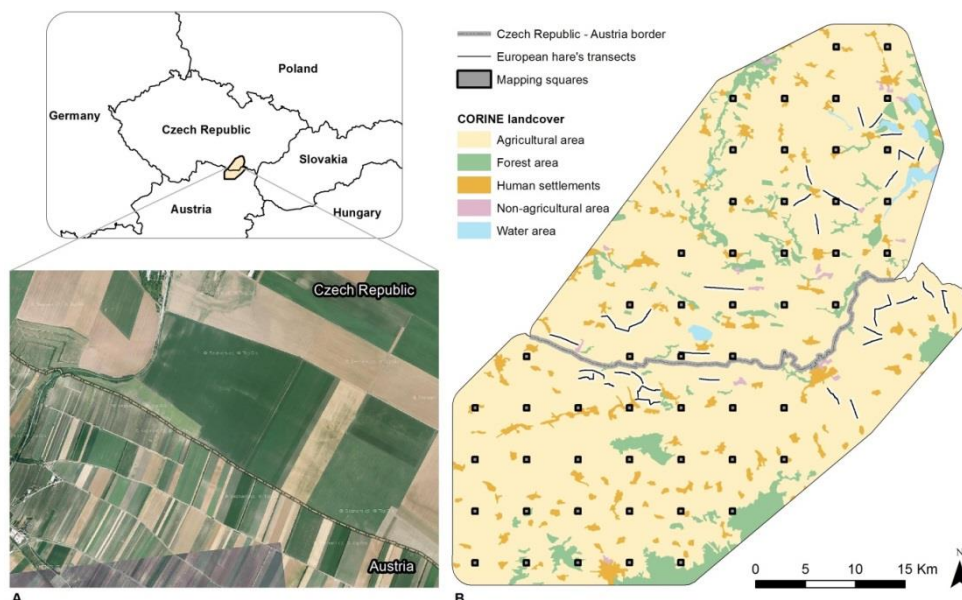 Germany
Poland
Czech Republic
Slovakia
Austria
Hungary
Czech Republic
Austria
A
Czech Republic - Austria border
European hare's transects
Mapping squares
CORINE landcover
Agricultural area
Forest area
Human settlements
Non-agricultural area
Water area
N
0 5 10 15 Km
B